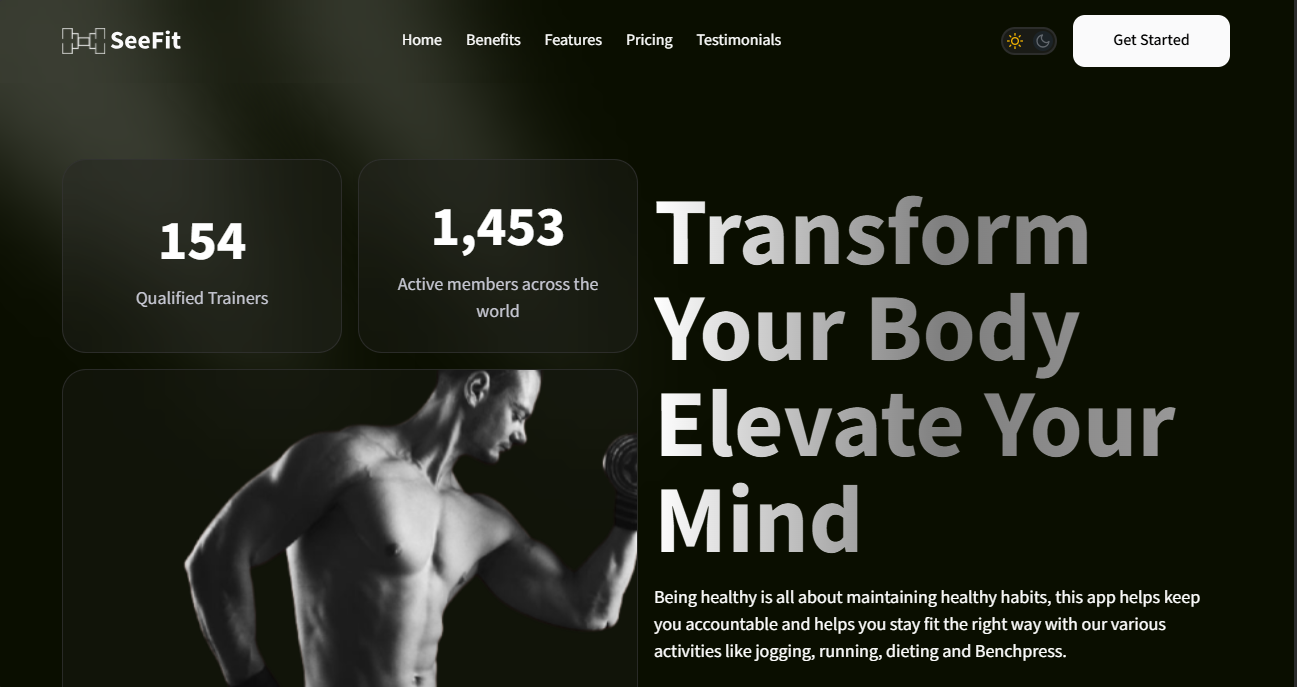 SeeFit
Home Benefits Features Pricing Testimonials
Get Started
154
Qualified Trainers
1,453
Active members across the
world
Transform
Your Body
Elevate Your
Mind
Being healthy is all about maintaining healthy habits, this app helps keep
you accountable and helps you stay fit the right way with our various
activities like jogging, running, dieting and Benchpress.